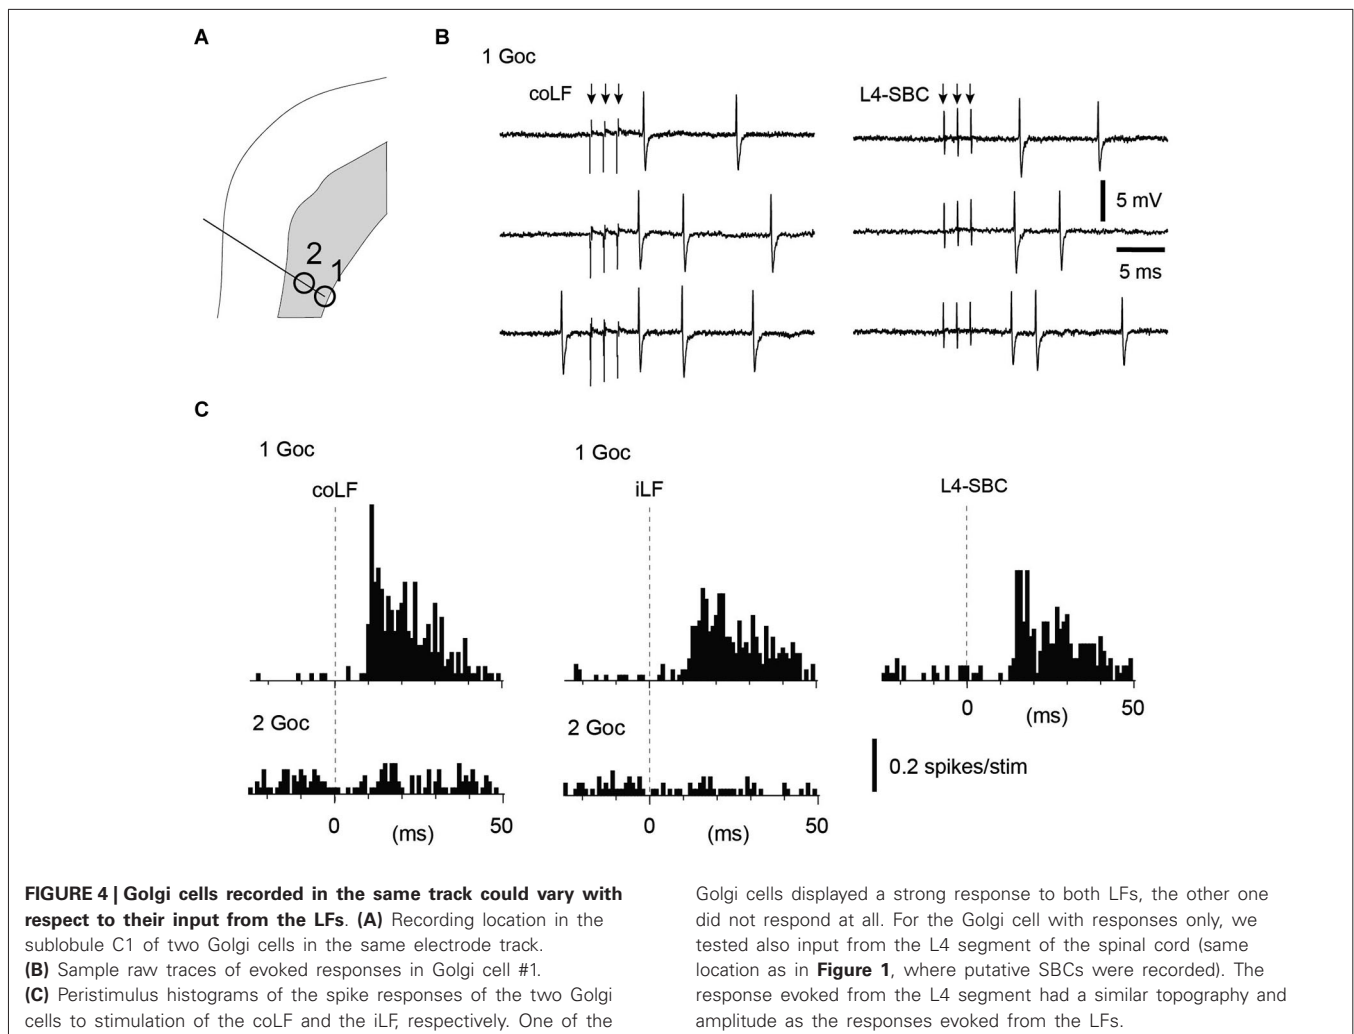 A
B
1 Goc
coLF
L4-SBC
2
1
5 mV
5 ms
C
1 Goc
1 Goc
coLF
iLF
L4-SBC
0
(ms)
50
2 Goc
2 Goc
0.2 spikes/stim
0
(ms)
50
0
(ms)
50
FIGURE 4 | Golgi cells recorded in the same track could vary with
respect to their input from the LFs. (A) Recording location in the
sublobule C1 of two Golgi cells in the same electrode track.
(B) Sample raw traces of evoked responses in Golgi cell #1.
(C) Peristimulus histograms of the spike responses of the two Golgi
cells to stimulation of the coLF and the iLF, respectively. One of the
Golgi cells displayed a strong response to both LFs, the other one
did not respond at all. For the Golgi cell with responses only, we
tested also input from the L4 segment of the spinal cord (same
location as in Figure 1, where putative SBCs were recorded). The
response evoked from the L4 segment had a similar topography and
amplitude as the responses evoked from the LFs.